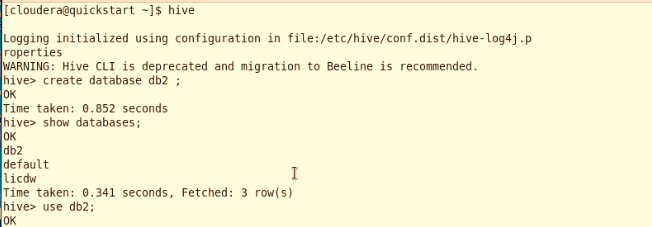 [cloudera@quickstart ~]$ hive
Logging initialized using configuration in file:/etc/hive/conf.dist/hive-log4j.p
roperties
WARNING: Hive CLI is deprecated and migration to Beeline is recommended.
hive> create database db2 ;
OK
Time taken: 0.852 seconds
hive> show databases;
OK
db2
default
licdw
Time taken: 0.341 seconds, Fetched: 3 row(s)
hive> use db2;
OK